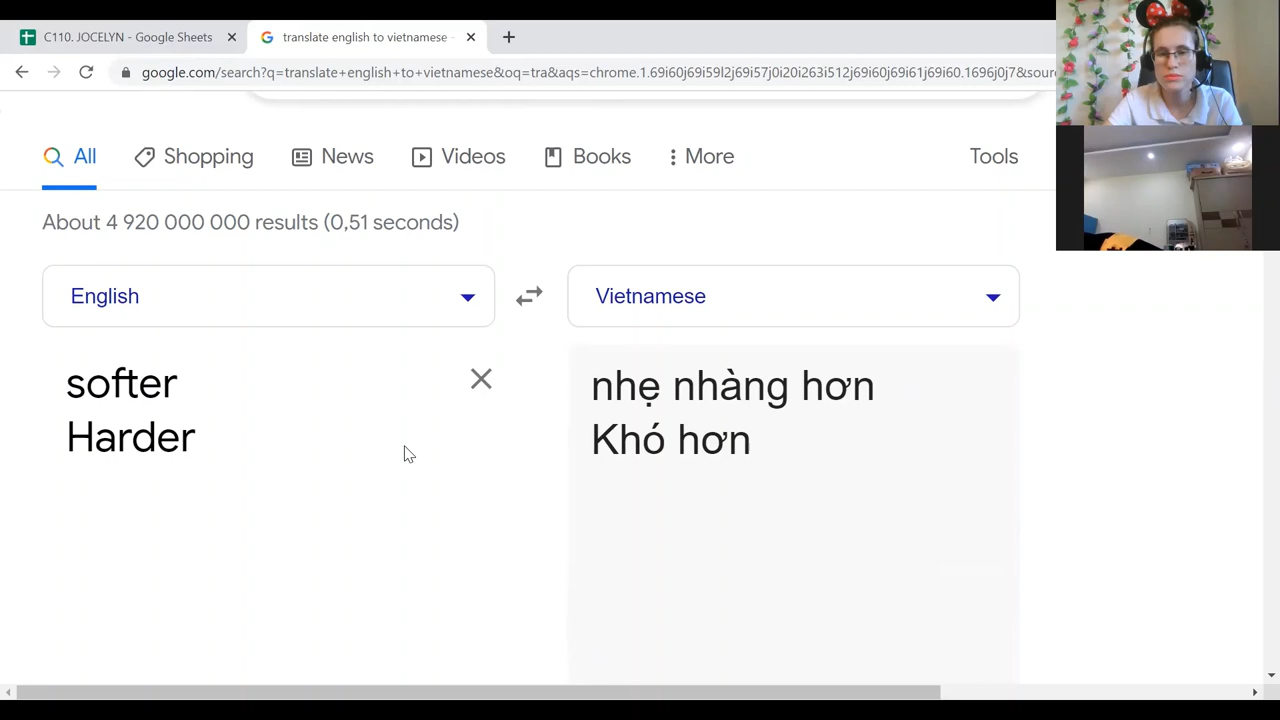 C110. JOCELYN - Google Sheets
translate english to vietnamese -
google.com/search?q=translate+english+to+vietnamese&oq=tra&aqs=chrome.1.69i60j69i59l2j69i57j0i20i263i512j69i60j69i61j69i60.1696j0j7&sour
All
Shopping
News
Videos
Books
More
Tools
About 4 920 000 000 results (0,51 seconds)
English
Vietnamese
softer
Harder
nhẹ nhàng hơn
Khó hơn